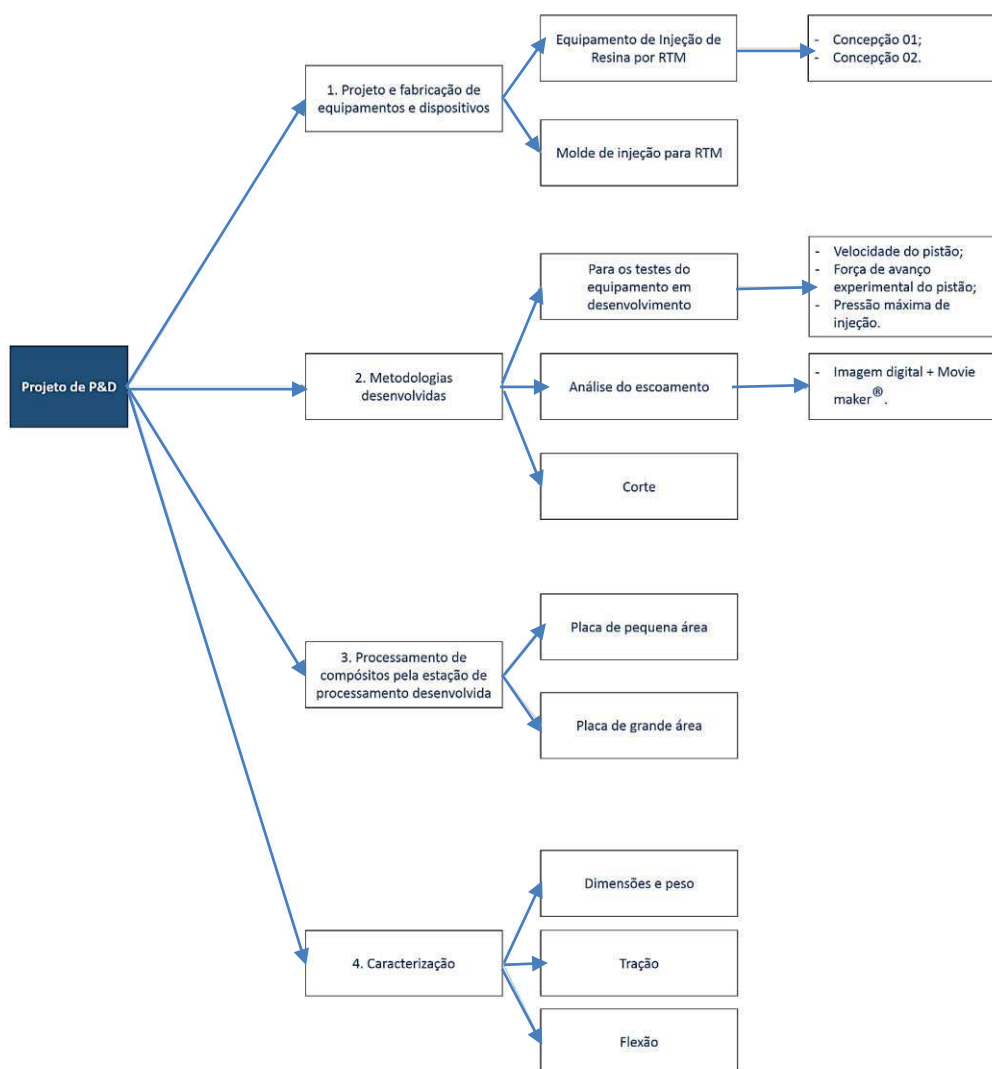 Projeto de P&D
1. Projeto e fabricação de
equipamentos e dispositivos
Equipamento de Injeção de
Resina por RTM
- Concepção 01;
- Concepção 02.
Molde de injeção para RTM
2. Metodologias
desenvolvidas
Para os testes do
equipamento em
desenvolvimento
- Velocidade do pistão;
- Força de avanço
experimental do pistão;
- Pressão máxima de
injeção.
Análise do escoamento
- Imagem digital + Movie
maker®.
Corte
3. Processamento de
compósitos pela estação de
processamento desenvolvida
Placa de pequena área
Placa de grande área
4. Caracterização
Dimensões e peso
Tração
Flexão